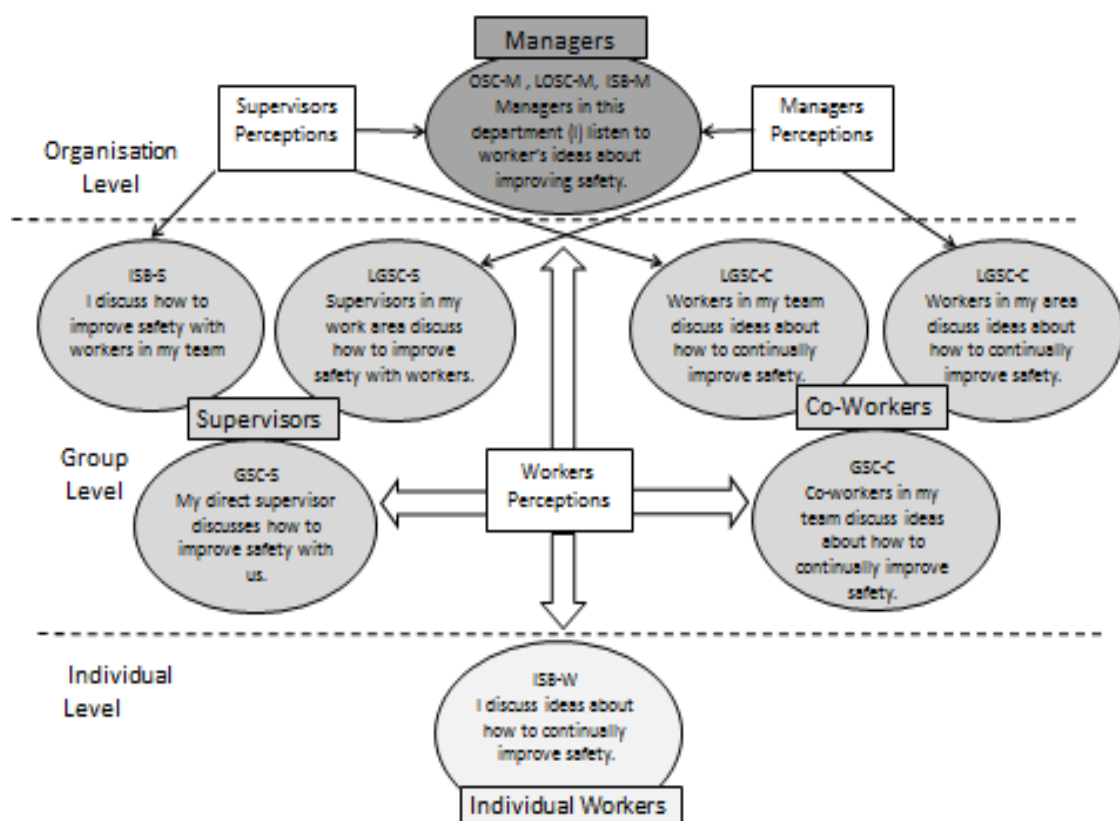 Managers
OSC-M , LOSC-M, ISB-M
Managers in this
department (I) listen to
worker's ideas about
improving safety.
Supervisors
Perceptions
Managers
Perceptions
Organisation
Level
ISB-S
I discuss how to
improve safety with
workers in my team
LGSC-S
Supervisors in my
work area discuss
how to improve
safety with workers.
LGSC-C
Workers in my team
discuss ideas about
how to continually
improve safety.
LGSC-C
Workers in my area
discuss ideas about
how to continually
improve safety.
Supervisors
Co-Workers
Group
Level
GSC-S
My direct supervisor
discusses how to
improve safety with
us.
Workers
Perceptions
GSC-C
Co-workers in my
team discuss ideas
about how to
continually improve
safety.
Individual
Level
ISB-W
I discuss ideas about
how to continually
improve safety.
Individual Workers